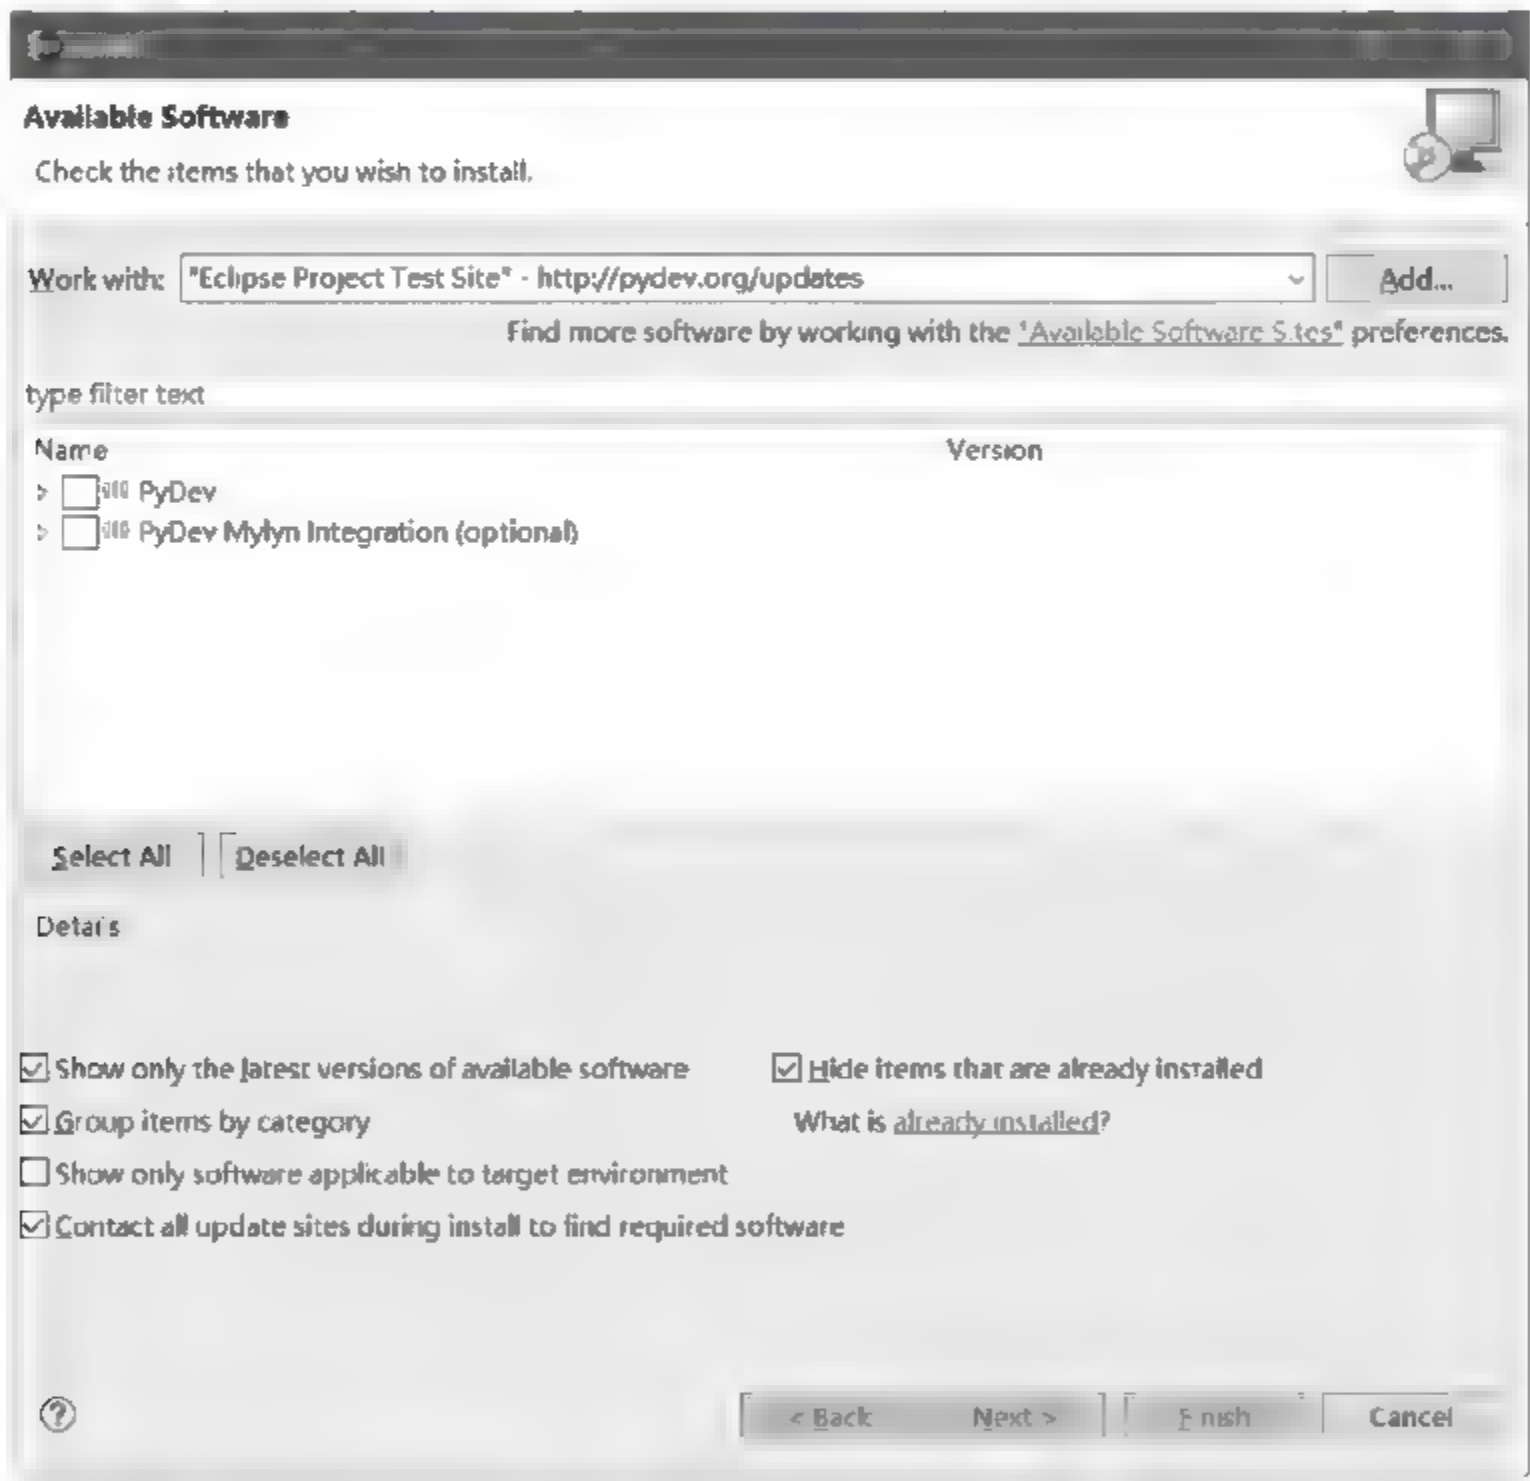 Available Software
Check the items that you wish to install.
Work with: "Eclipse Project Test Site" - http://pydev.org/updates Add...
Find more software by working with the "Available Software Sites" preferences.
type filter text
Name Version
PyDev
PyDev Mylyn Integration (optional)
Select All Deselect All
Details
Show only the latest versions of available software Hide items that are already installed
Group items by category What is already installed?
Show only software applicable to target environment
Contact all update sites during install to find required software
? < Back Next > Finish Cancel